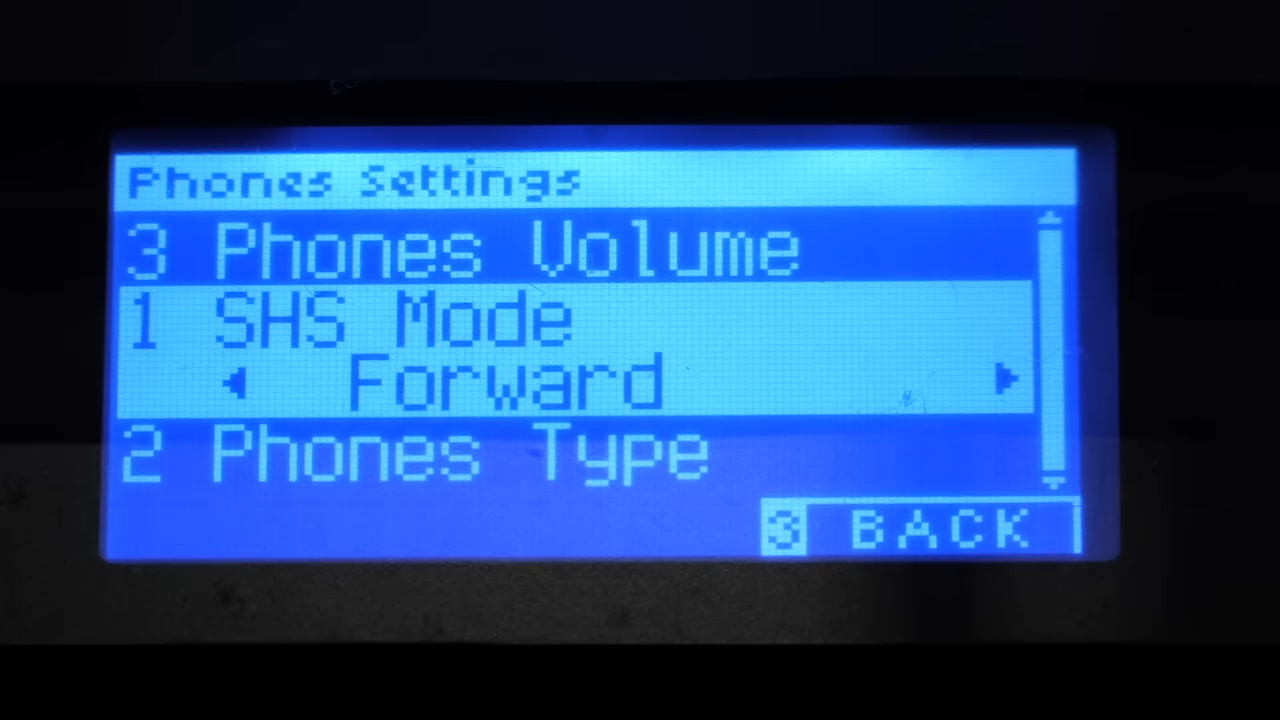 Phones Settings
3 Phones Volume
1 SHS Mode
Forward
2 Phones Type
3 BACK